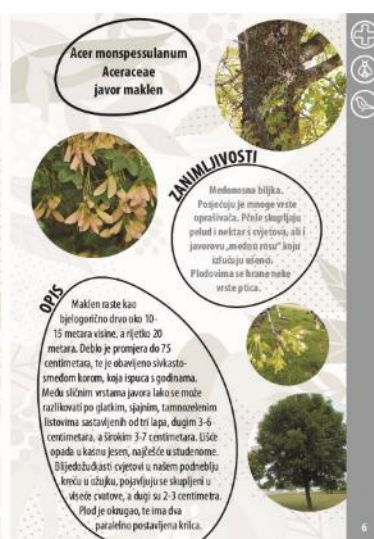 Acer monspessulanum
Aceraceae
javor maklen
ZANIMLJIVOSTI
Medonosna biljka.
Posjećuju je mnoge vrste
oprašivača. Pčele skupljaju
pelud i nektar s cvjetova, ali i
javorovu „mednu rosu" koju
izlučuju ušenci.
Plodovima se hrane neke
vrste ptica.
OPIS
Maklen raste kao
bjelogorično drvo oko 10-
15 metara visine, a rijetko 20
metara. Deblo je promjera do 75
centimetara, te je obavijeno sivkasto-
smeđom korom, koja ispuca s godinama.
Među sličnim vrstama javora lako se može
razlikovati po glatkim, sjajnim, tamnozelenim
listovima sastavljenih od tri lapa, dugim 3-6
centimetara, a širokim 3-7 centimetara. Lišće
opada u kasnu jesen, najčešće u studenome.
Blijedožućkasti cvjetovi u našem podneblju
kreću u ožujku, pojavljuju se skupljeni u
viseće cvatove, a dugi su 2-3 centimetra.
Plod je okrugao, te ima dva
paralelno postavljena krilca.
6